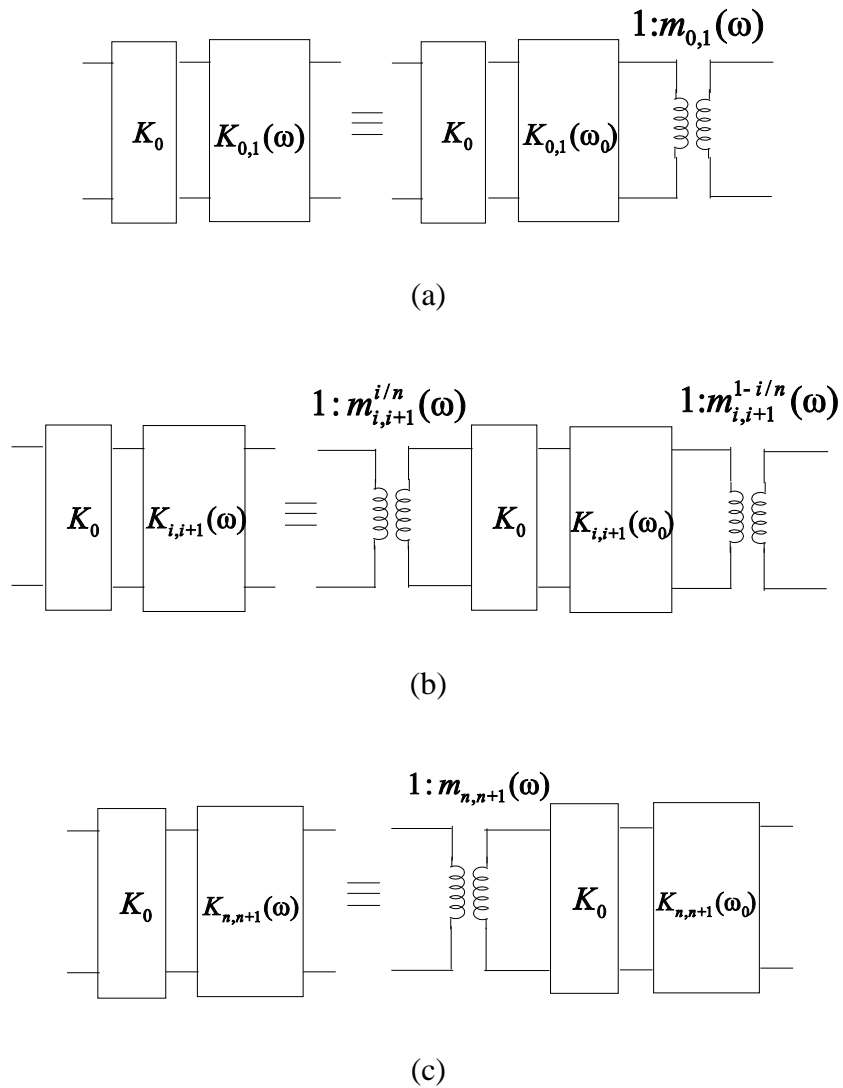 1:m_{0,1}(ω)
K_0 K_{0,1}(ω) ≡ K_0 K_{0,1}(ω_0)
(a)
1:m_{i,i+1}^{i/n}(ω) 1:m_{i,i+1}^{1-i/n}(ω)
K_0 K_{i,i+1}(ω) ≡ K_0 K_{i,i+1}(ω_0)
(b)
1:m_{n,n+1}(ω)
K_0 K_{n,n+1}(ω) ≡ K_0 K_{n,n+1}(ω_0)
(c)